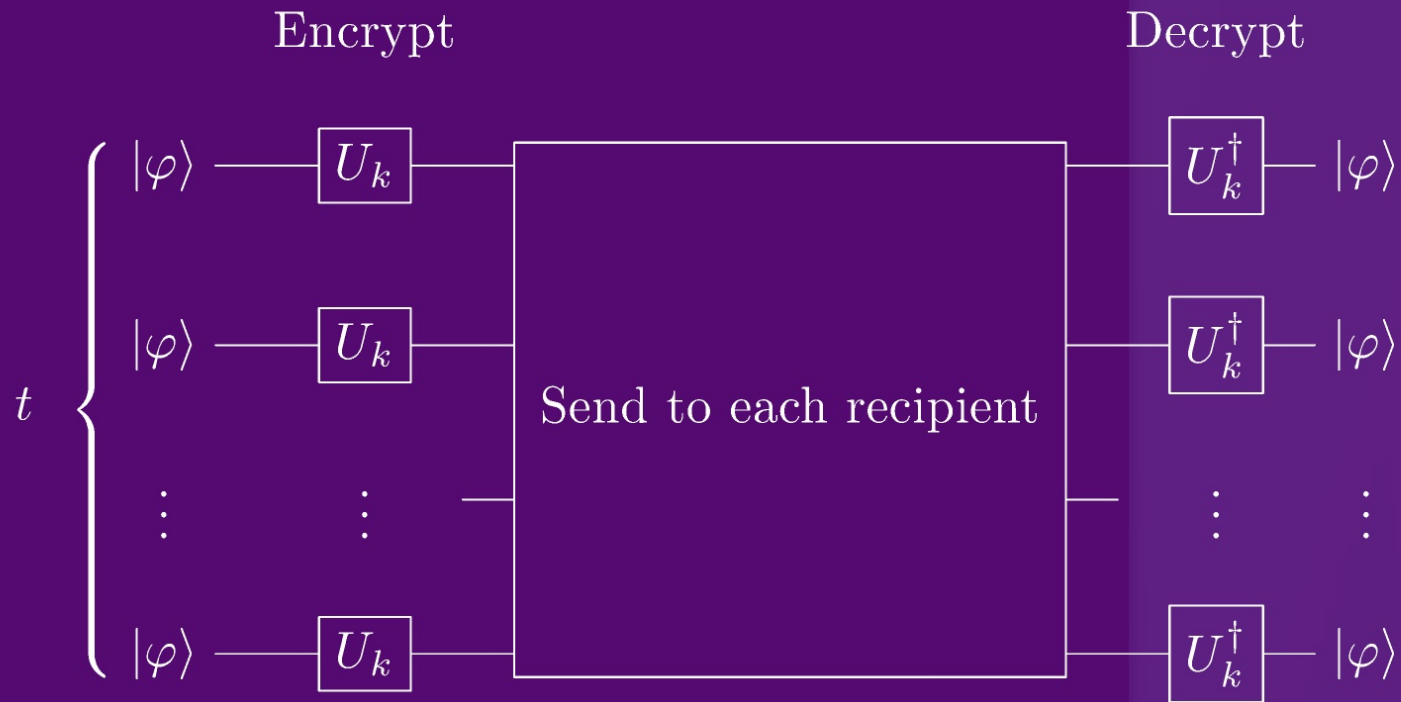 Encrypt Decrypt
|φ⟩ U_k U_k^† |φ⟩
|φ⟩ U_k U_k^† |φ⟩
t Send to each recipient
⋮ ⋮ ⋮ ⋮
|φ⟩ U_k U_k^† |φ⟩